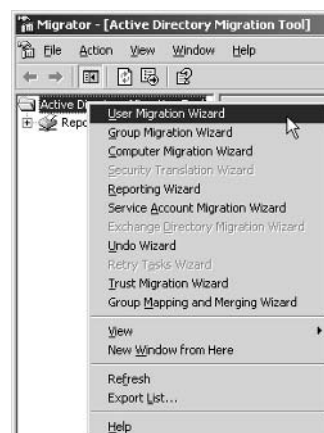 Migrator - [Active Directory Migration Tool]
File Action View Window Help
Active D
Repo
User Migration Wizard
Group Migration Wizard
Computer Migration Wizard
Security Translation Wizard
Reporting Wizard
Service Account Migration Wizard
Exchange Directory Migration Wizard
Undo Wizard
Retry Tasks Wizard
Trust Migration Wizard
Group Mapping and Merging Wizard
View
New Window from Here
Refresh
Export List...
Help